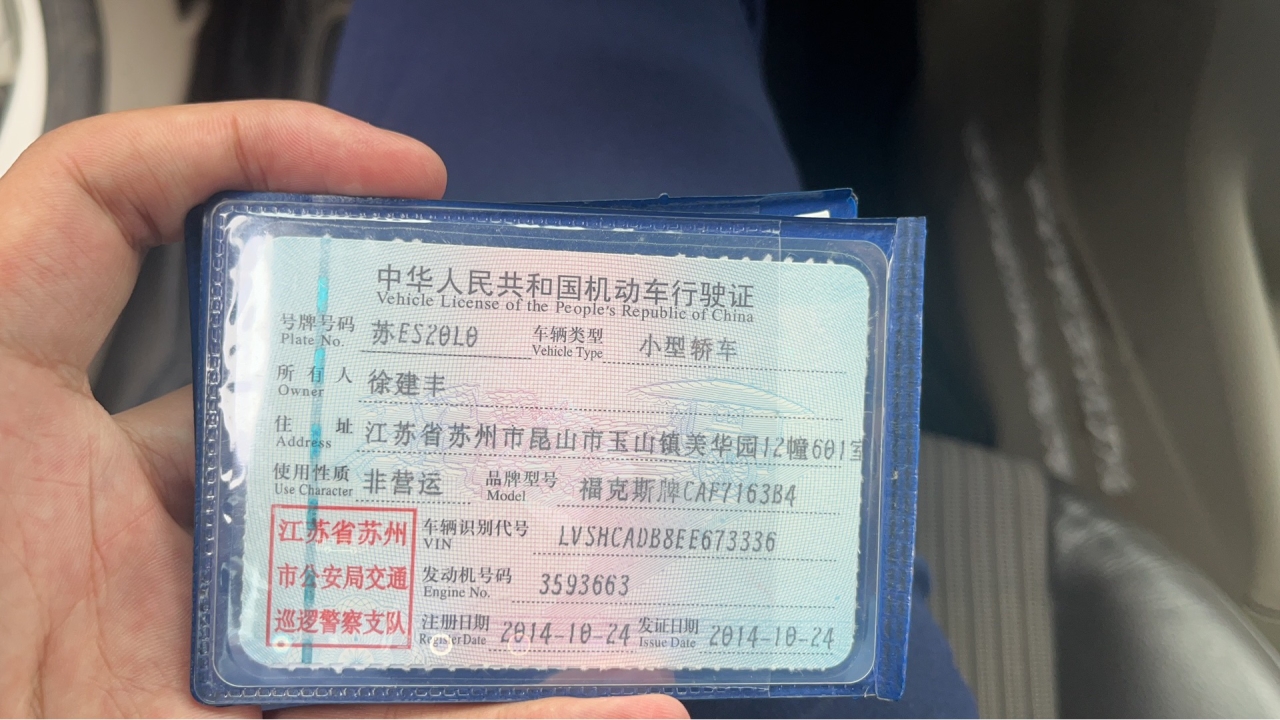 中华人民共和国机动车行驶证
Vehicle License of the People's Republic of China
号牌号码 苏ES20L0 车辆类型 小型轿车
Plate No. Vehicle Type
所有人 徐建丰
Owner
住址 江苏省苏州市昆山市玉山镇美华园12幢601室
Address
使用性质 非营运 品牌型号 福克斯牌CAF7163B4
Use Character Model
江苏省苏州 车辆识别代号 LVSHCADB8EE673336
VIN
市公安局交通 发动机号码 3593663
Engine No.
巡逻警察支队 注册日期 2014-10-24 发证日期 2014-10-24
Register Date Issue Date